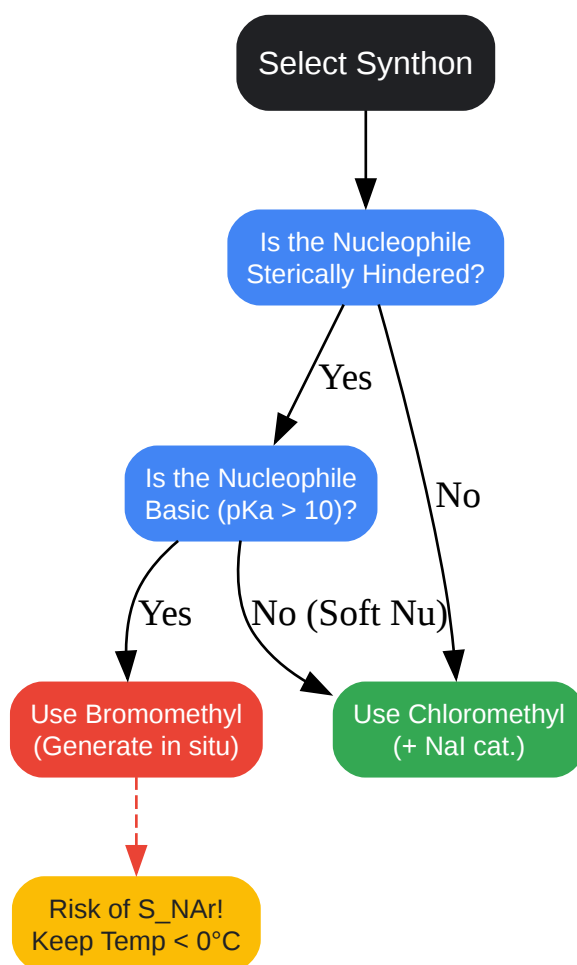 Select Synthon
Is the Nucleophile
Sterically Hindered?
Yes
Is the Nucleophile
Basic (pKa > 10)?
No
Yes
No (Soft Nu)
Use Bromomethyl
(Generate in situ)
Use Chloromethyl
(+ NaI cat.)
Risk of S_NAr!
Keep Temp < 0°C